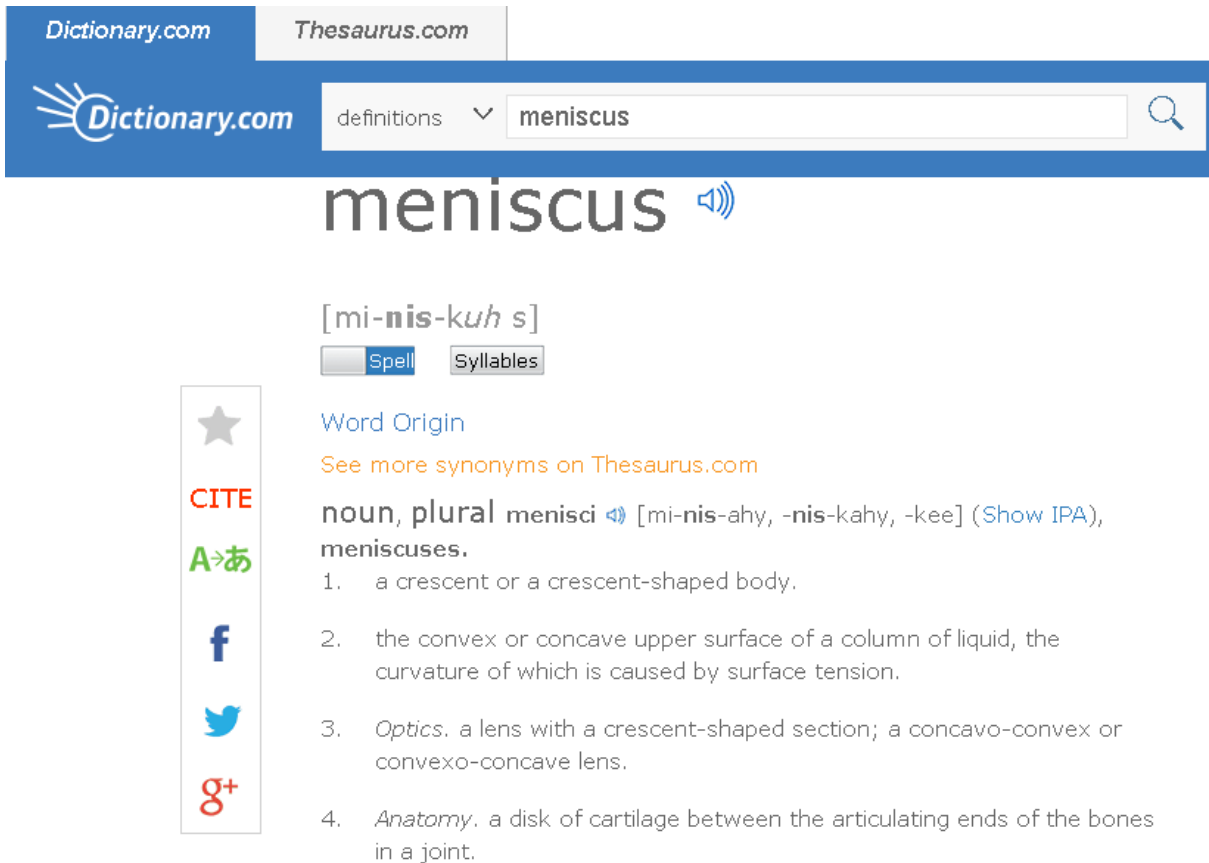 Dictionary.com Thesaurus.com
Dictionary.com definitions meniscus
meniscus
[mi-nis-kuh s]
Spell Syllables
Word Origin
See more synonyms on Thesaurus.com
CITE
noun, plural menisci [mi-nis-ahy, -nis-kahy, -kee] (Show IPA),
meniscuses.
A→あ
1. a crescent or a crescent-shaped body.
f
2. the convex or concave upper surface of a column of liquid, the
curvature of which is caused by surface tension.
3. Optics. a lens with a crescent-shaped section; a concavo-convex or
convexo-concave lens.
g+
4. Anatomy. a disk of cartilage between the articulating ends of the bones
in a joint.